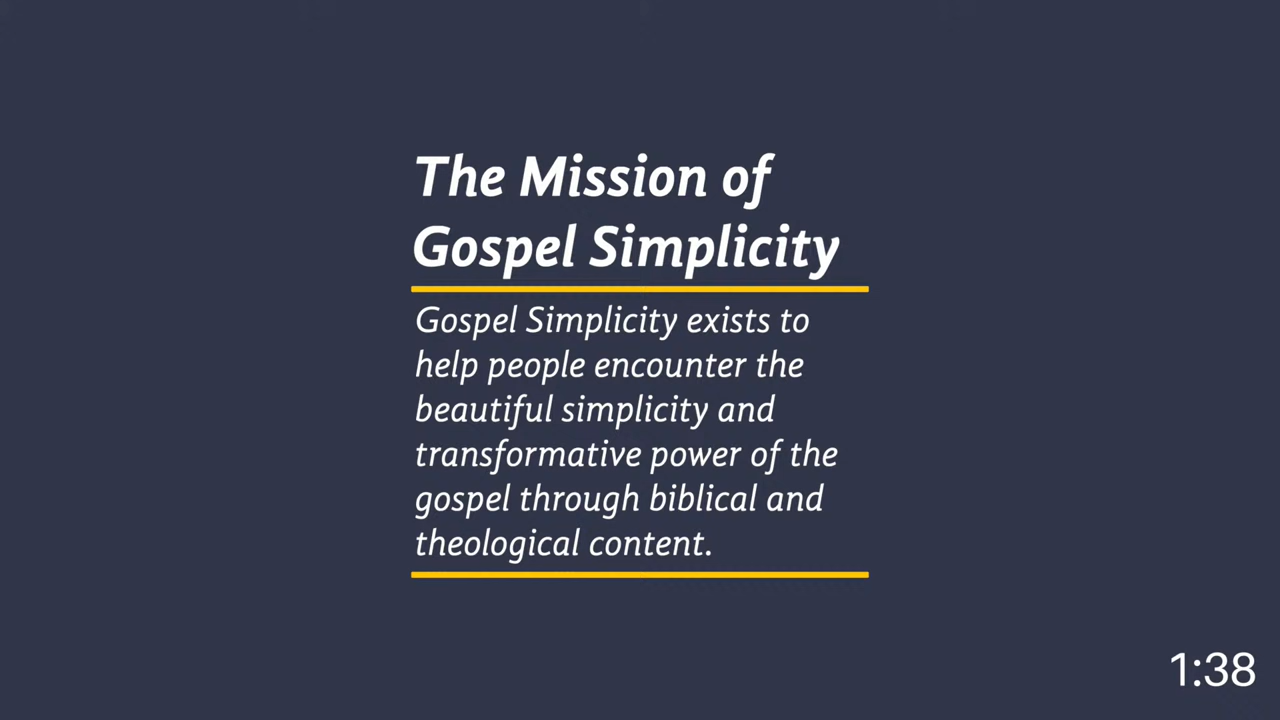 The Mission of
Gospel Simplicity
Gospel Simplicity exists to
help people encounter the
beautiful simplicity and
transformative power of the
gospel through biblical and
theological content.
1:38